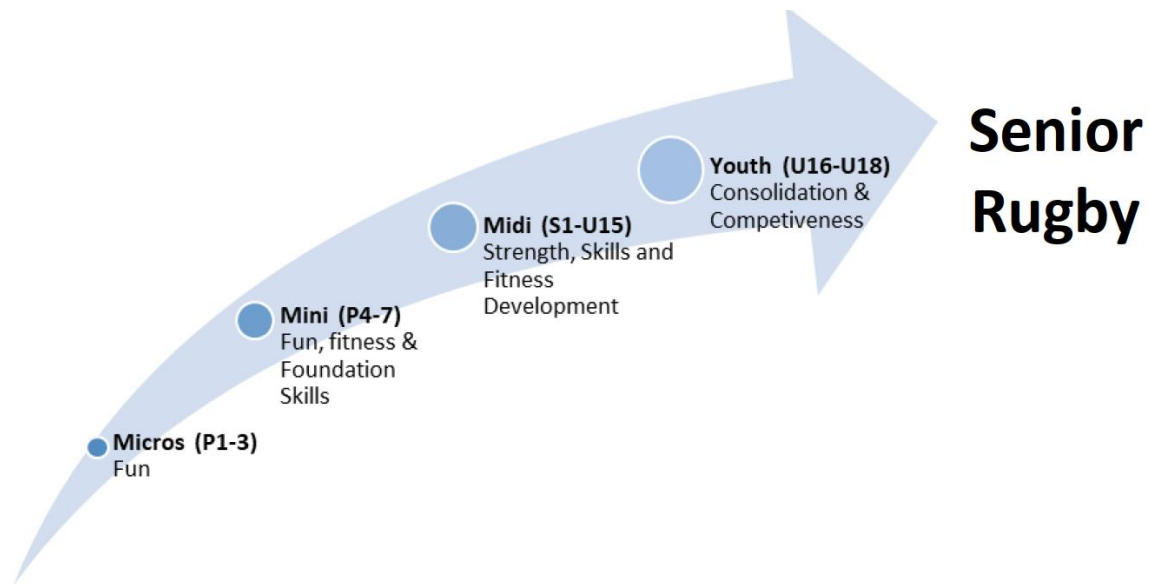 Micros (P1-3)
Fun
Mini (P4-7)
Fun, fitness &
Foundation
Skills
Midi (S1-U15)
Strength, Skills and
Fitness
Development
Youth (U16-U18)
Consolidation &
Competiveness
Senior
Rugby